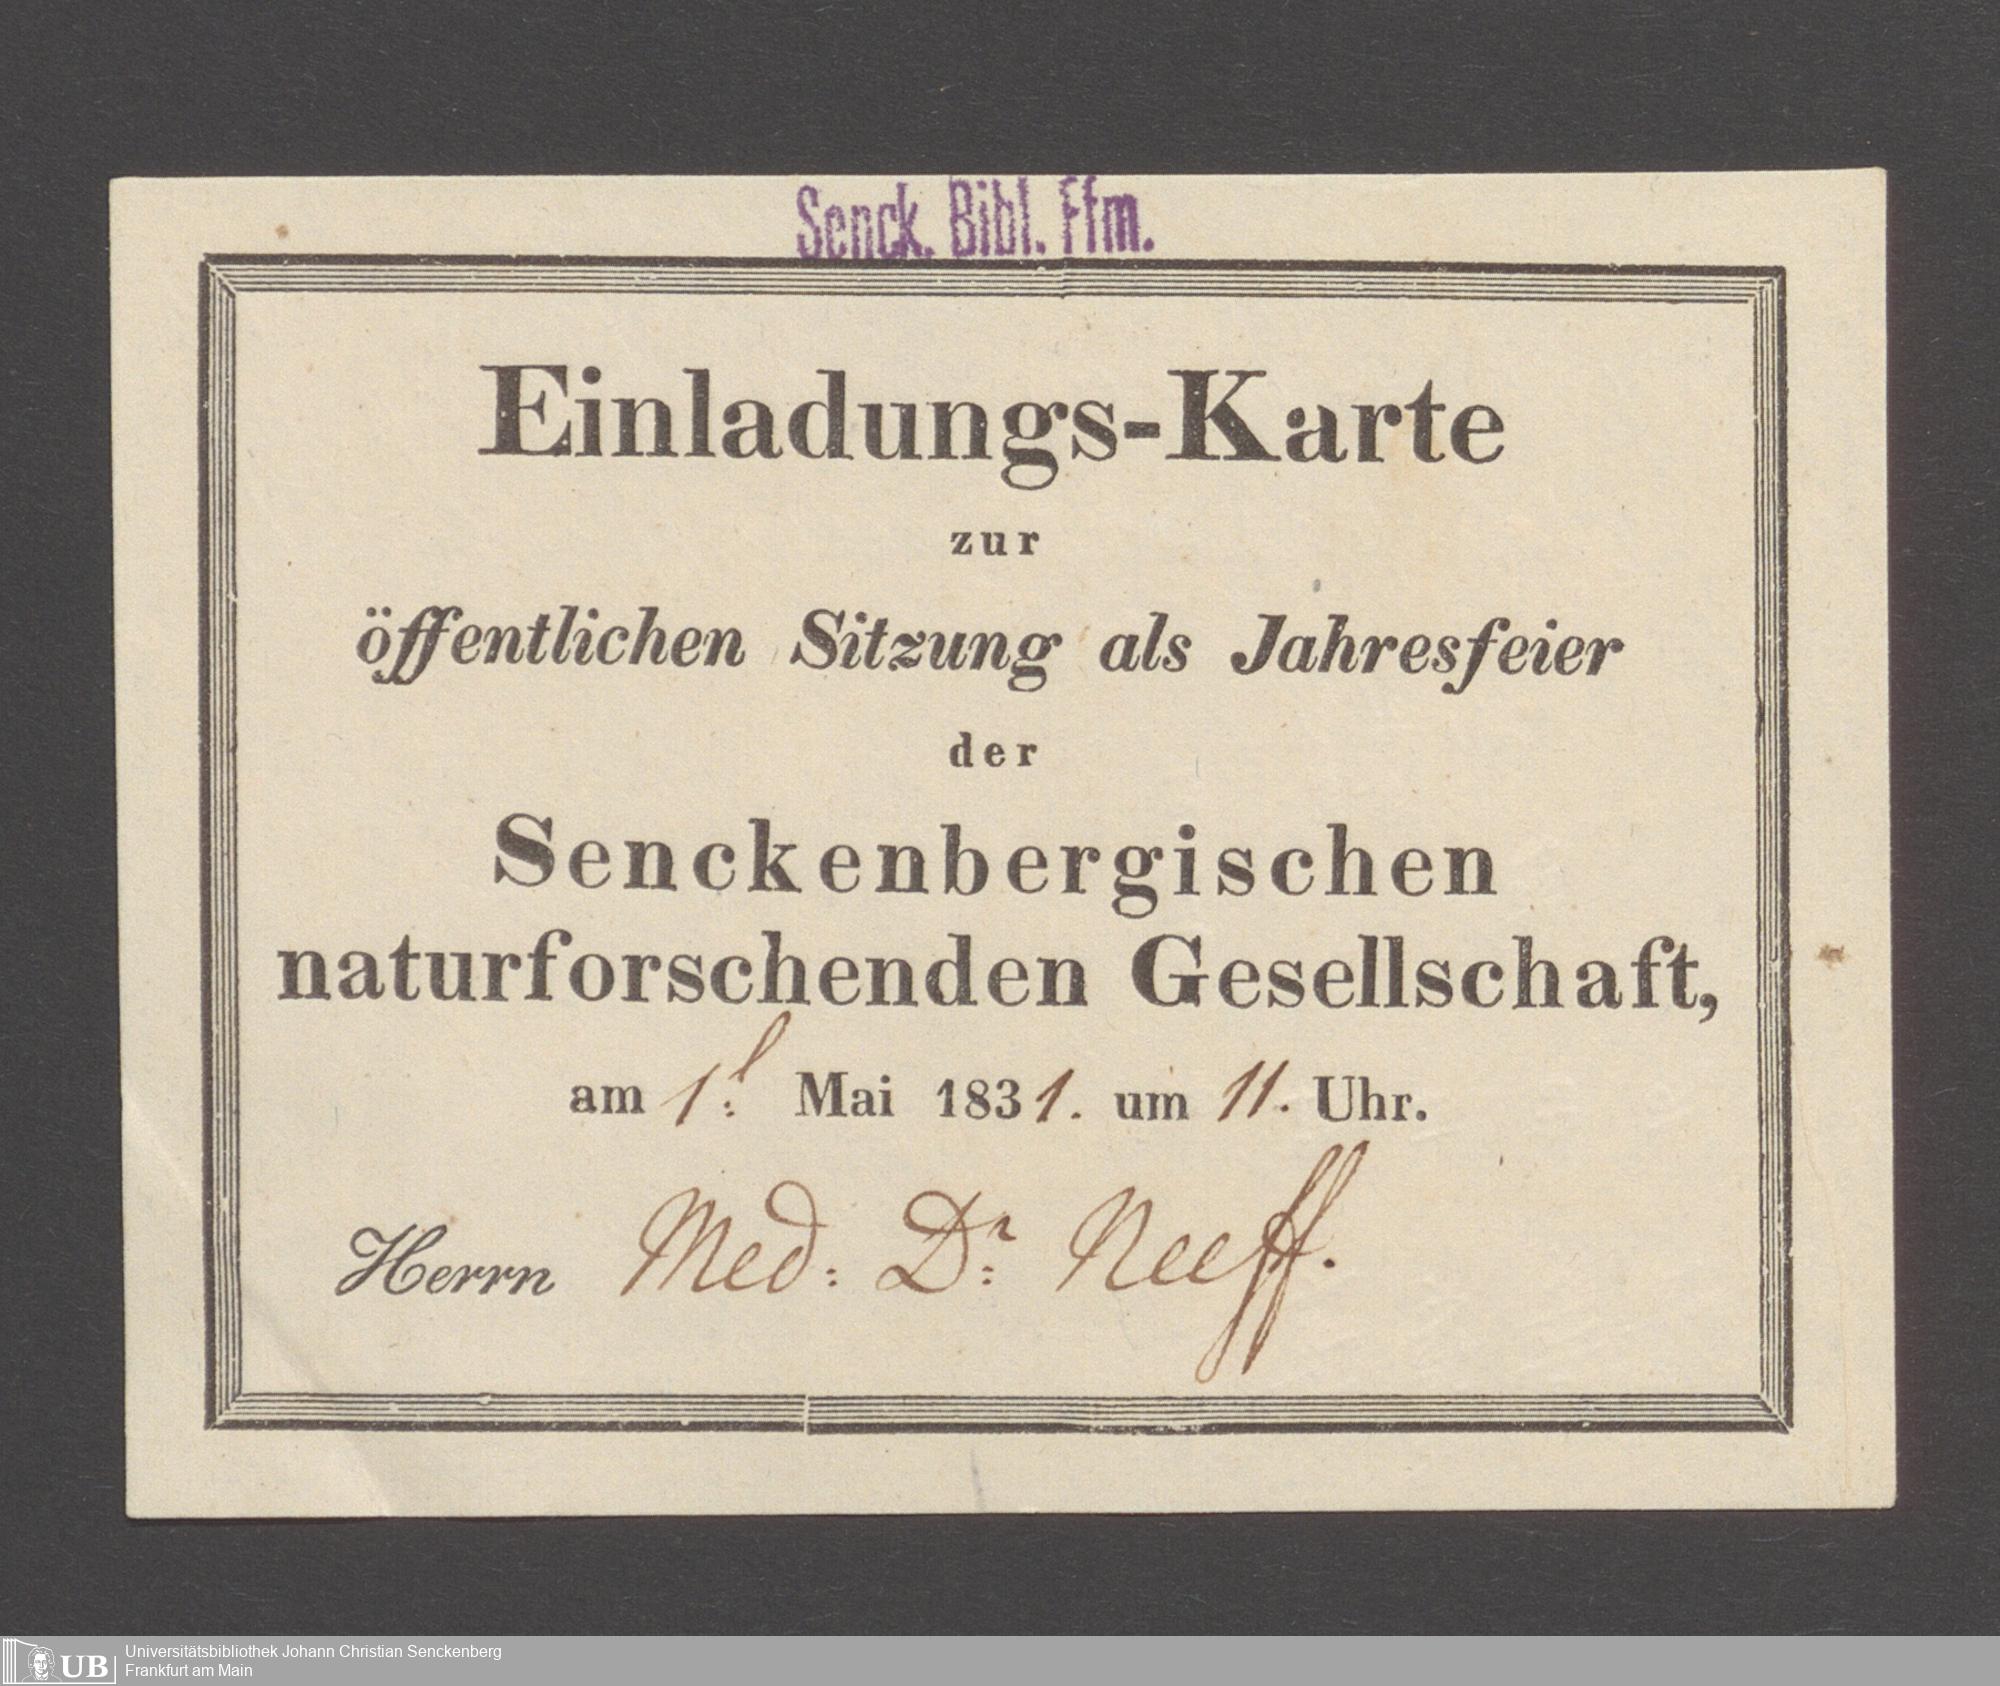 Senck. Bibl. Ffm.
Einladungs-Karte
zur
öffentlichen Sitzung als Jahresfeier
der
Senckenbergischen
naturforschenden Gesellschaft,
am 1t: Mai 1831. um 11. Uhr.
Herrn Med: Dr: Neeff.
UB
Universitätsbibliothek Johann Christian Senckenberg
Frankfurt am Main